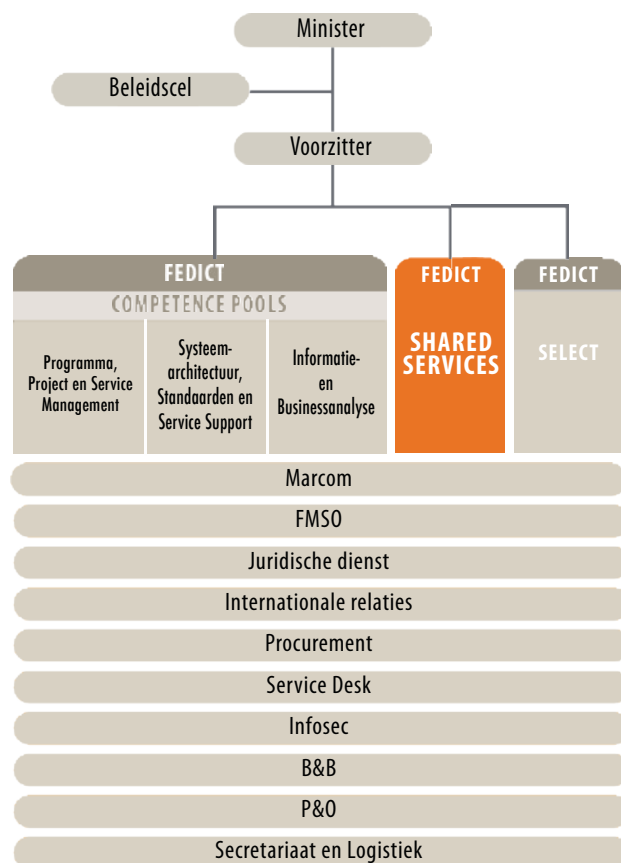 Minister
Beleidscel
Voorzitter
FEDICT
COMPETENCE POOLS
Programma,
Project en Service
Management
Systeem-
architectuur,
Standaarden en
Service Support
Informatie-
en
Businessanalyse
FEDICT
SHARED
SERVICES
FEDICT
SELECT
Marcom
FMSO
Juridische dienst
Internationale relaties
Procurement
Service Desk
Infosec
B&B
P&O
Secretariaat en Logistiek